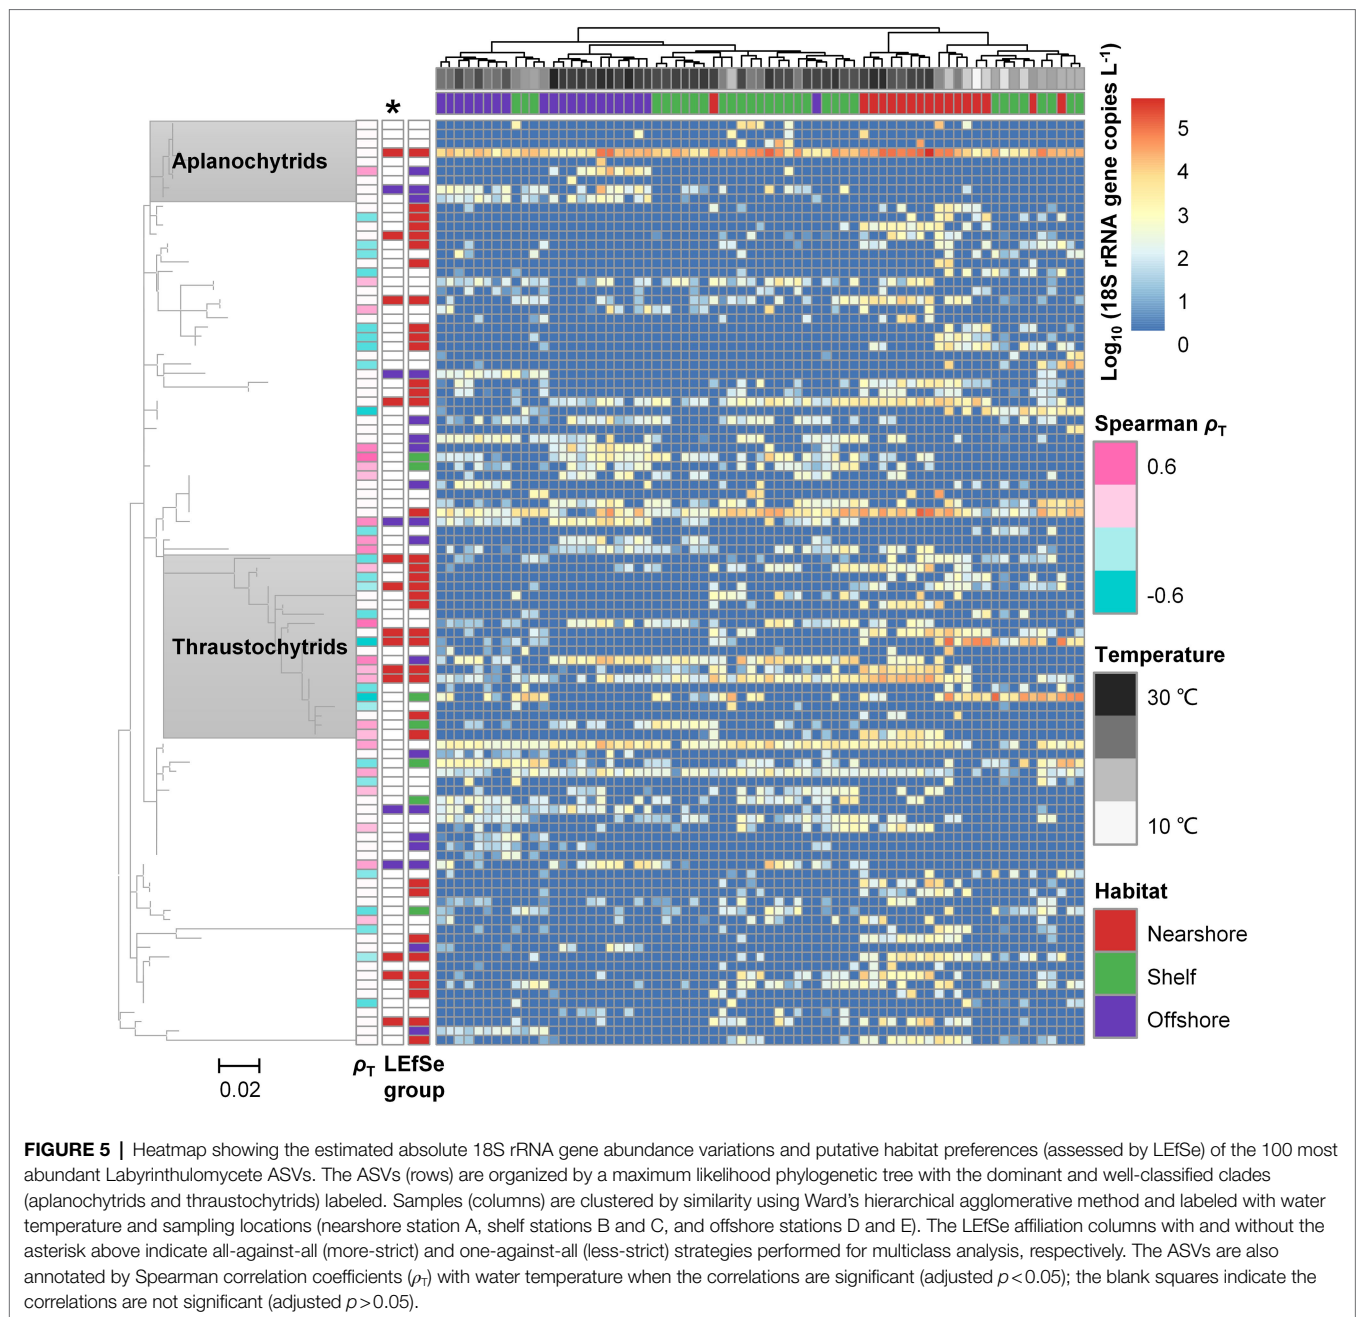 *
Aplanochytrids
Thraustochytrids
ρT LEfSe
group
0.02
Log10 (18S rRNA gene copies L-1)
5
4
3
2
1
0
Spearman ρT
0.6
-0.6
Temperature
30 ℃
10 ℃
Habitat
Nearshore
Shelf
Offshore
FIGURE 5 | Heatmap showing the estimated absolute 18S rRNA gene abundance variations and putative habitat preferences (assessed by LEfSe) of the 100 most
abundant Labyrinthulomycete ASVs. The ASVs (rows) are organized by a maximum likelihood phylogenetic tree with the dominant and well-classified clades
(aplanochytrids and thraustochytrids) labeled. Samples (columns) are clustered by similarity using Ward's hierarchical agglomerative method and labeled with water
temperature and sampling locations (nearshore station A, shelf stations B and C, and offshore stations D and E). The LEfSe affiliation columns with and without the
asterisk above indicate all-against-all (more-strict) and one-against-all (less-strict) strategies performed for multiclass analysis, respectively. The ASVs are also
annotated by Spearman correlation coefficients (ρT) with water temperature when the correlations are significant (adjusted p < 0.05); the blank squares indicate the
correlations are not significant (adjusted p > 0.05).